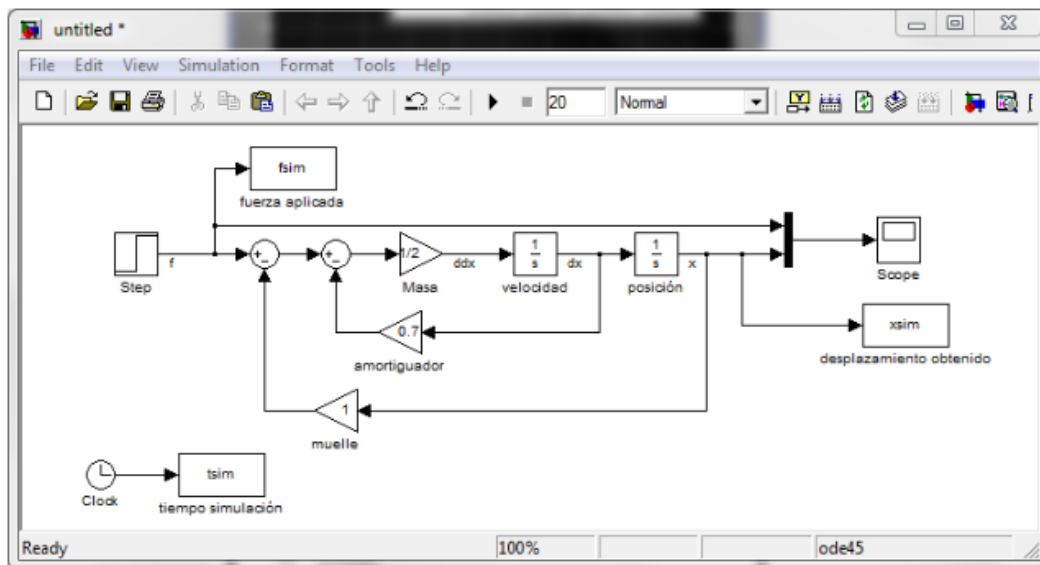 untitled *
File Edit View Simulation Format Tools Help
20 Normal
fsim
fuerza aplicada
f
Step
+
-
+
-
1/2
Masa
ddx
1
s
velocidad
dx
1
s
posición
x
Scope
0.7
amortiguador
xsim
desplazamiento obtenido
1
muelle
Clock
tsim
tiempo simulación
Ready 100% ode45